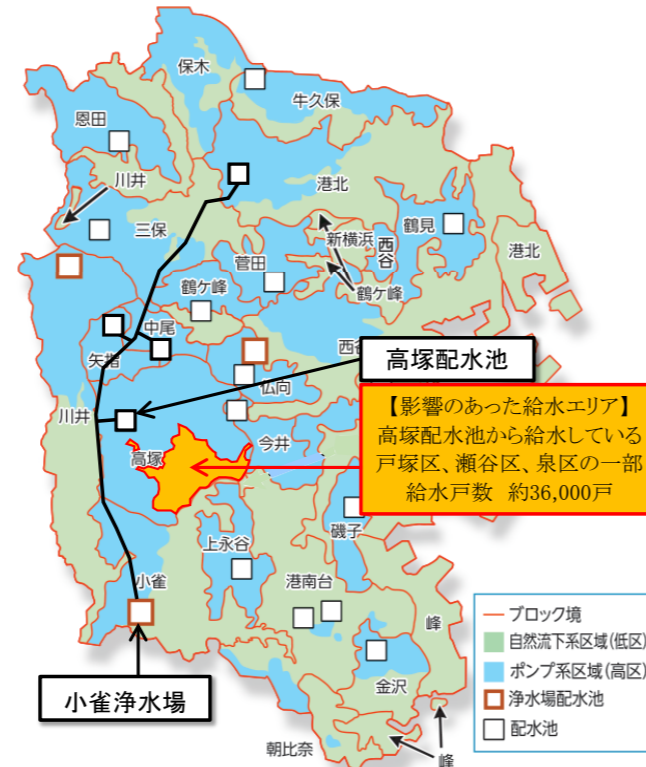 保木
牛久保
恩田
川井
港北
三保
新横浜
西谷
鶴見
港北
菅田
鶴ケ峰
鶴ケ峰
中尾
矢指
西谷
高塚配水池
仏向
川井
【影響のあった給水エリア】
高塚配水池から給水している
戸塚区、瀬谷区、泉区の一部
給水戸数 約36,000戸
今井
高塚
磯子
上永谷
港南台
小雀
峰
金沢
小雀浄水場
朝比奈
峰
ブロック境
自然流下系区域(低区)
ポンプ系区域(高区)
浄水場配水池
配水池